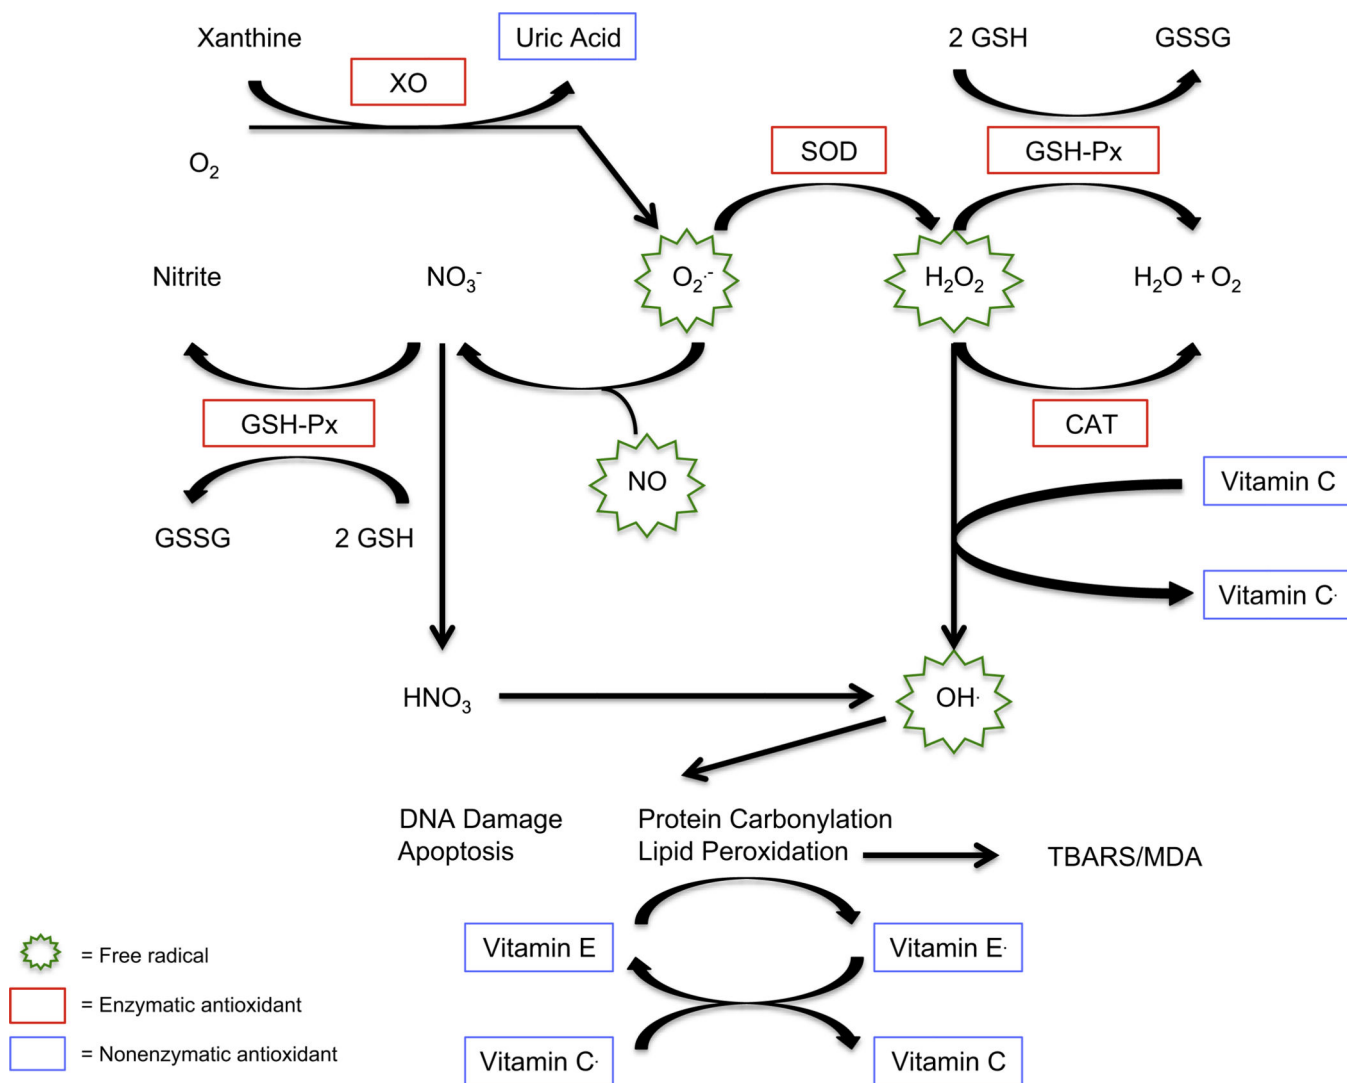 Xanthine
Uric Acid
2 GSH
GSSG
XO
O₂
SOD
GSH-Px
Nitrite
NO₃⁻
O₂·⁻
H₂O₂
H₂O + O₂
GSH-Px
CAT
NO
Vitamin C
GSSG
2 GSH
Vitamin C·
HNO₃
OH·
DNA Damage
Apoptosis
Protein Carbonylation
Lipid Peroxidation
TBARS/MDA
Vitamin E
Vitamin E·
Vitamin C·
Vitamin C
= Free radical
= Enzymatic antioxidant
= Nonenzymatic antioxidant